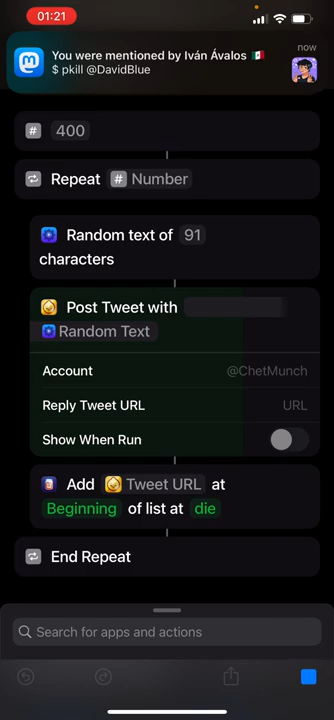 01:21
You were mentioned by Iván Ávalos 🇲🇽
now
$ pkill @DavidBlue
# 400
Repeat # Number
Random text of 91
characters
Post Tweet with
Random Text
Account @ChetMunch
Reply Tweet URL URL
Show When Run
Add Tweet URL at
Beginning of list at die
End Repeat
Search for apps and actions